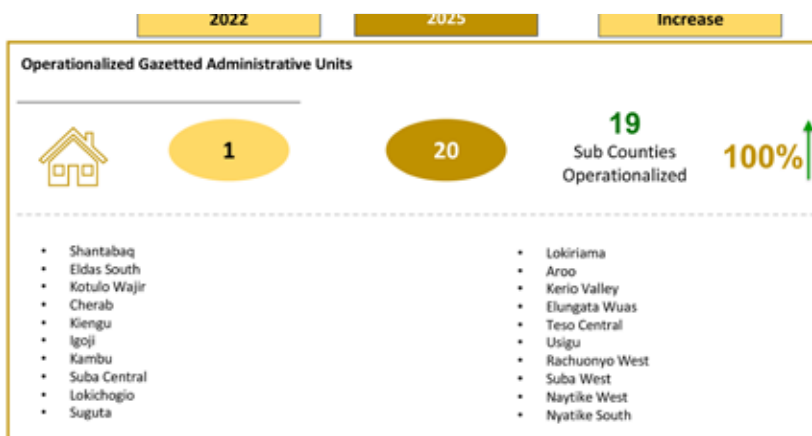 2022
2025
Increase
Operationalized Gazetted Administrative Units
1
20
19
Sub Counties
Operationalized
100%
• Shantabaq
• Eldas South
• Kotulo Wajir
• Cherab
• Kiengu
• Igoji
• Kambu
• Suba Central
• Lokichogio
• Suguta
• Lokiriama
• Aroo
• Kerio Valley
• Elungata Wuas
• Teso Central
• Usigu
• Rachuonyo West
• Suba West
• Naytike West
• Nyatike South